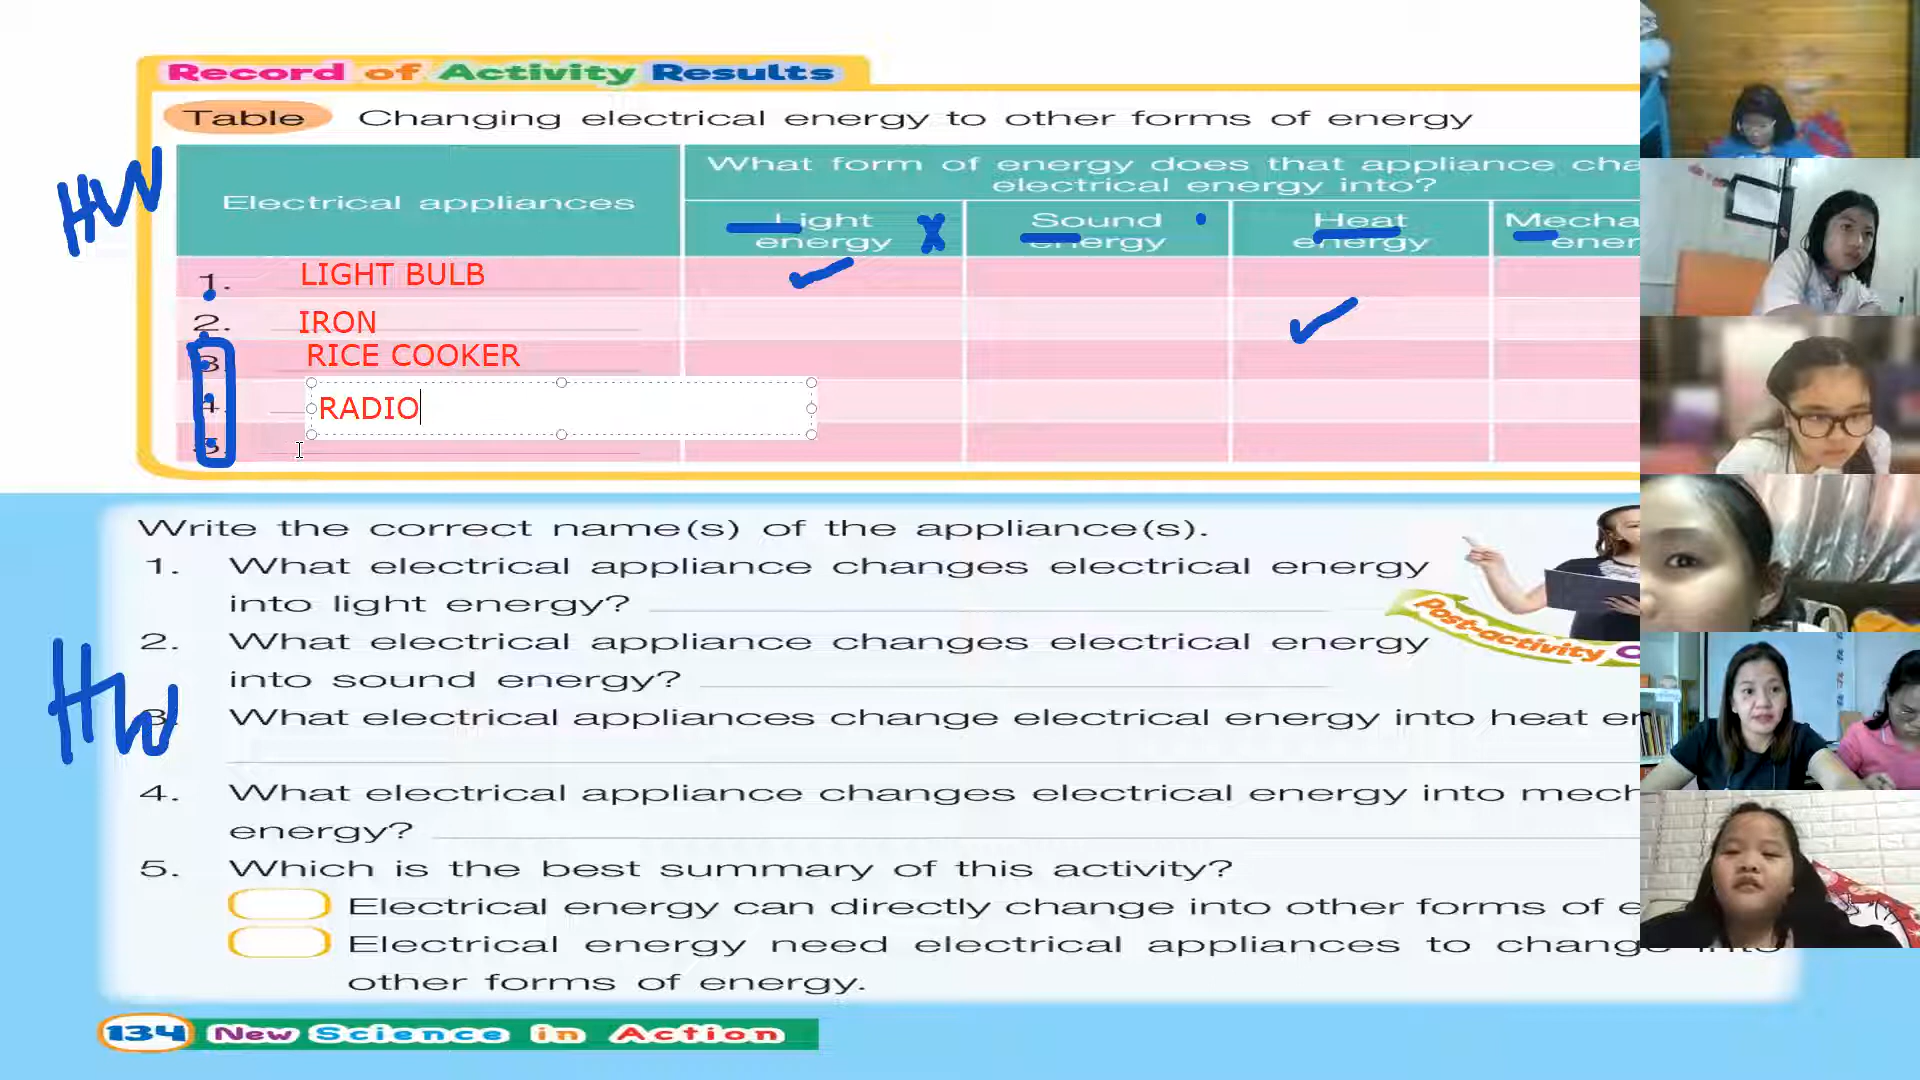 Record of Activity Results
Table Changing electrical energy to other forms of energy
HW
Electrical appliances
What form of energy does that appliance cha
electrical energy into?
Light energy
X
Sound energy
Heat energy
Mecha
ener
1. LIGHT BULB
2. IRON
3. RICE COOKER
4. RADIO
5.
Write the correct name(s) of the appliance(s).
1. What electrical appliance changes electrical energy
into light energy?
2. What electrical appliance changes electrical energy
into sound energy?
Post-activity
HW
3. What electrical appliances change electrical energy into heat en
4. What electrical appliance changes electrical energy into mech
energy?
5. Which is the best summary of this activity?
Electrical energy can directly change into other forms of e
Electrical energy need electrical appliances to change into
other forms of energy.
134 New Science in Action